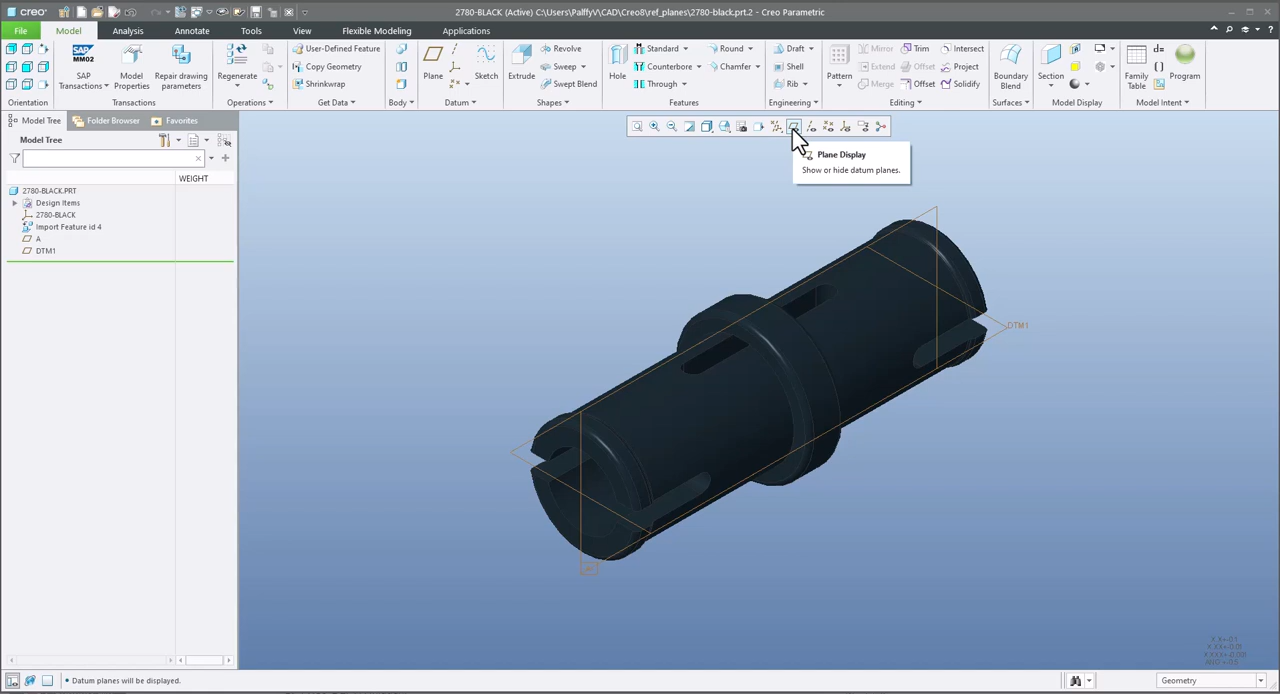 creo 2780-BLACK (Active) C:\Users\PalffyV\CAD\Creo8\ref_planes\2780-black.prt.2 - Creo Parametric
File Model Analysis Annotate Tools View Flexible Modeling Applications
SAP MM02
SAP Transactions
Model Properties
Repair drawing parameters
Regenerate
User-Defined Feature
Copy Geometry
Shrinkwrap
Plane
Sketch
Extrude
Revolve
Sweep
Swept Blend
Hole
Standard
Counterbore
Through
Round
Chamfer
Draft
Shell
Rib
Pattern
Mirror
Extend
Project
Trim
Offset
Offset
Intersect
Solidify
Boundary Blend
Section
Family Table
d=
Program
Orientation Transactions Operations Get Data Body Datum Shapes Features Engineering Editing Surfaces Model Display Model Intent
Model Tree Folder Browser Favorites
Model Tree
WEIGHT
2780-BLACK.PRT
Design Items
2780-BLACK
Import Feature id 4
A
DTM1
Plane Display
Show or hide datum planes.
DTM1
• Datum planes will be displayed.
Geometry